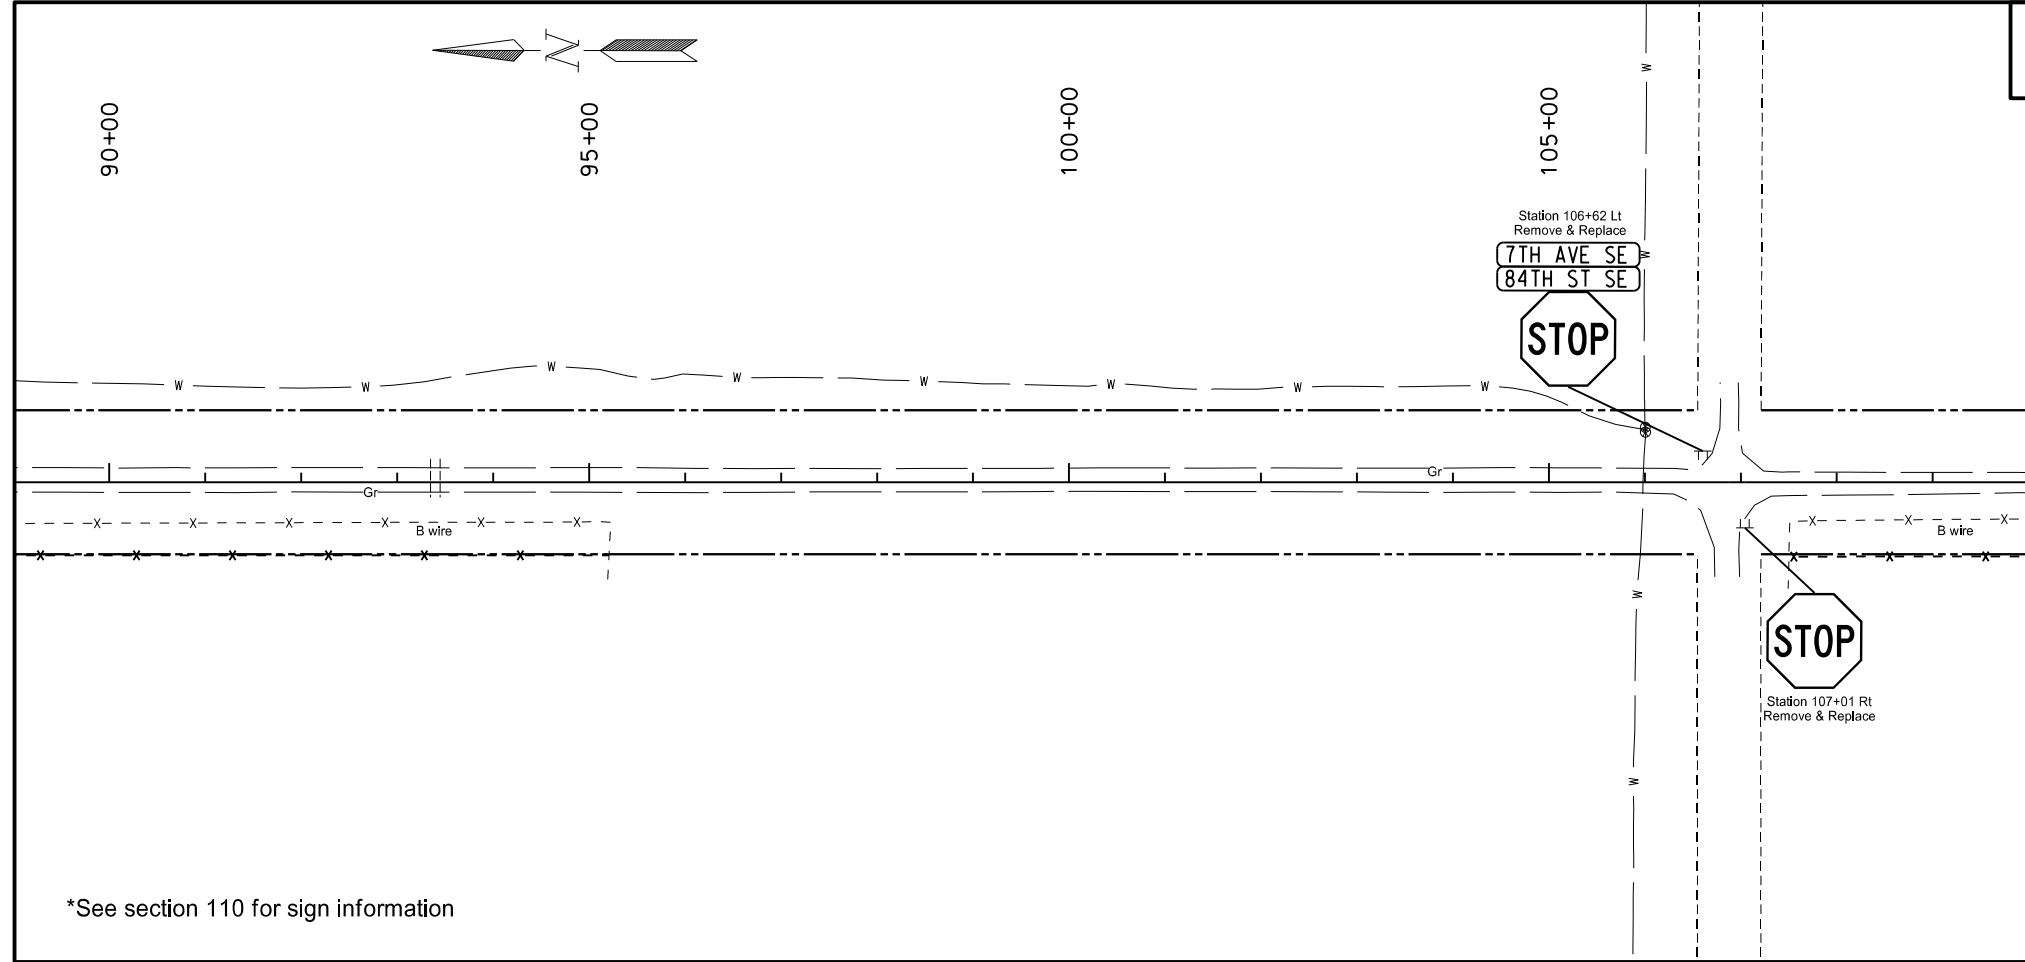 N
90+00
95+00
100+00
105+00
Station 106+62 Lt
Remove & Replace
7TH AVE SE
84TH ST SE
STOP
W
W
W
W
W
W
W
W
W
W
Gr
Gr
X X X X X X
B wire
X X X X X X
X X X
B wire
X X X
W
W
STOP
Station 107+01 Rt
Remove & Replace
*See section 110 for sign information